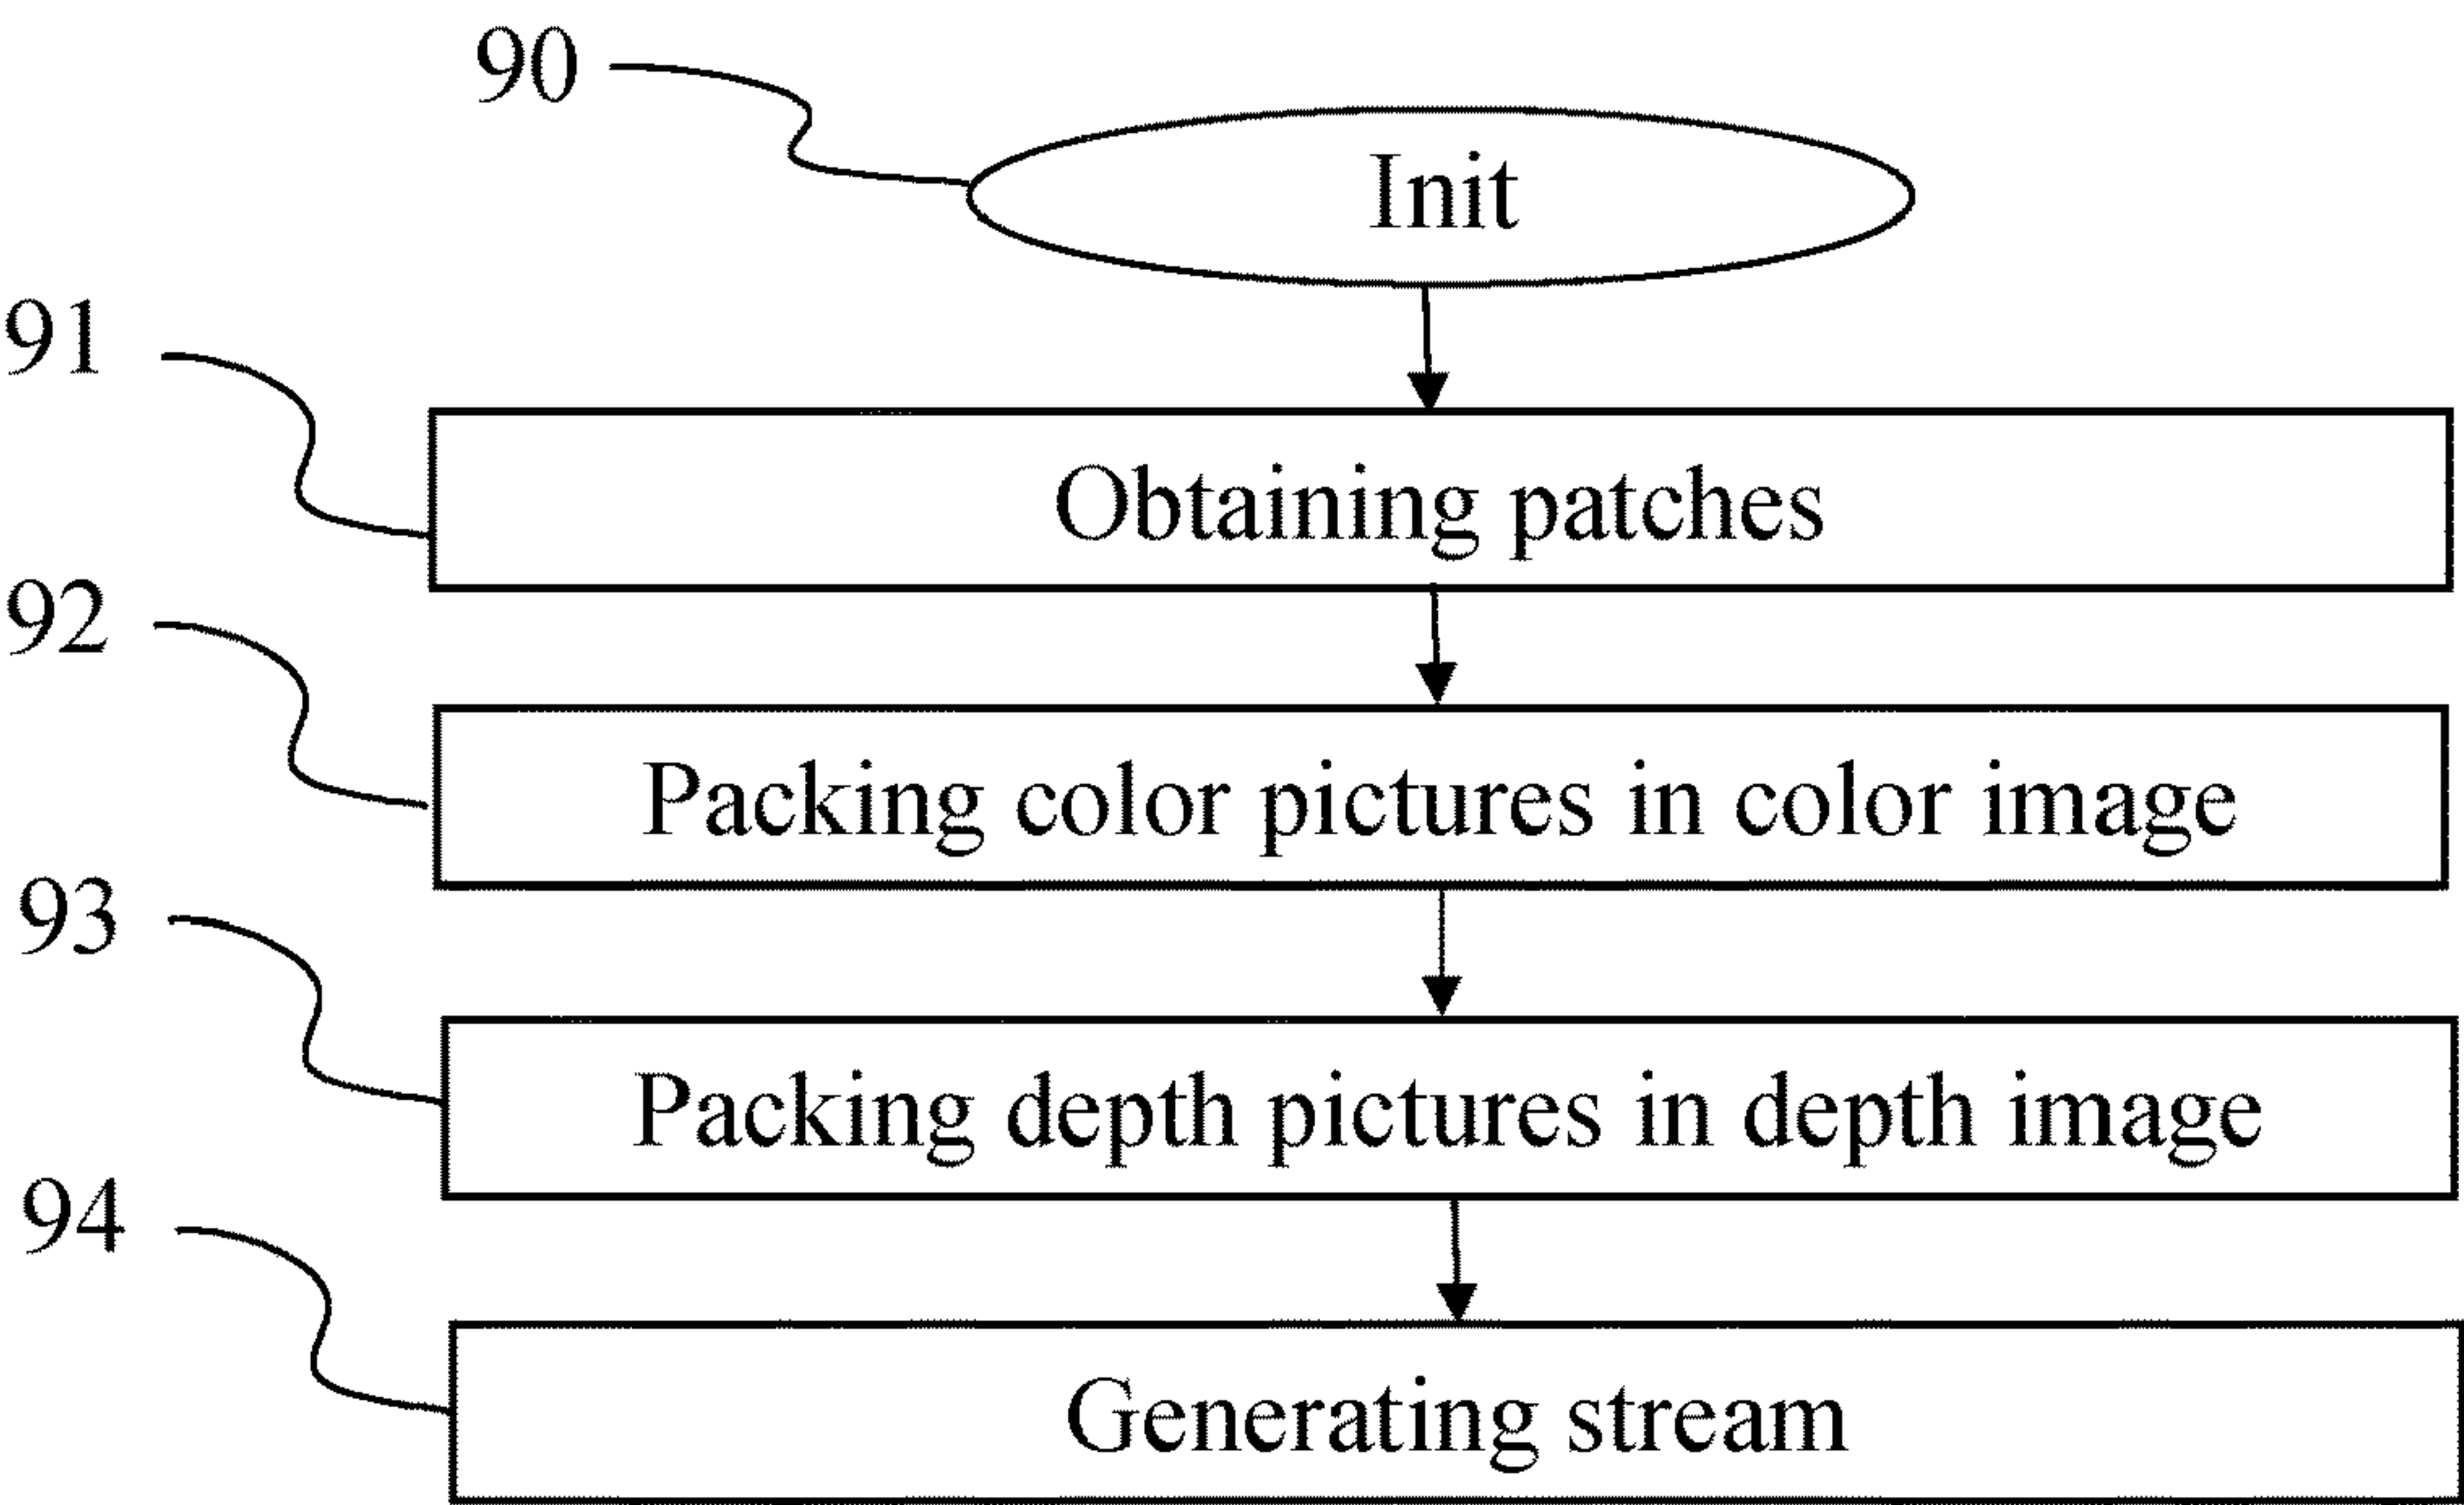 90
Init
91
Obtaining patches
92
Packing color pictures in color image
93
Packing depth pictures in depth image
94
Generating stream